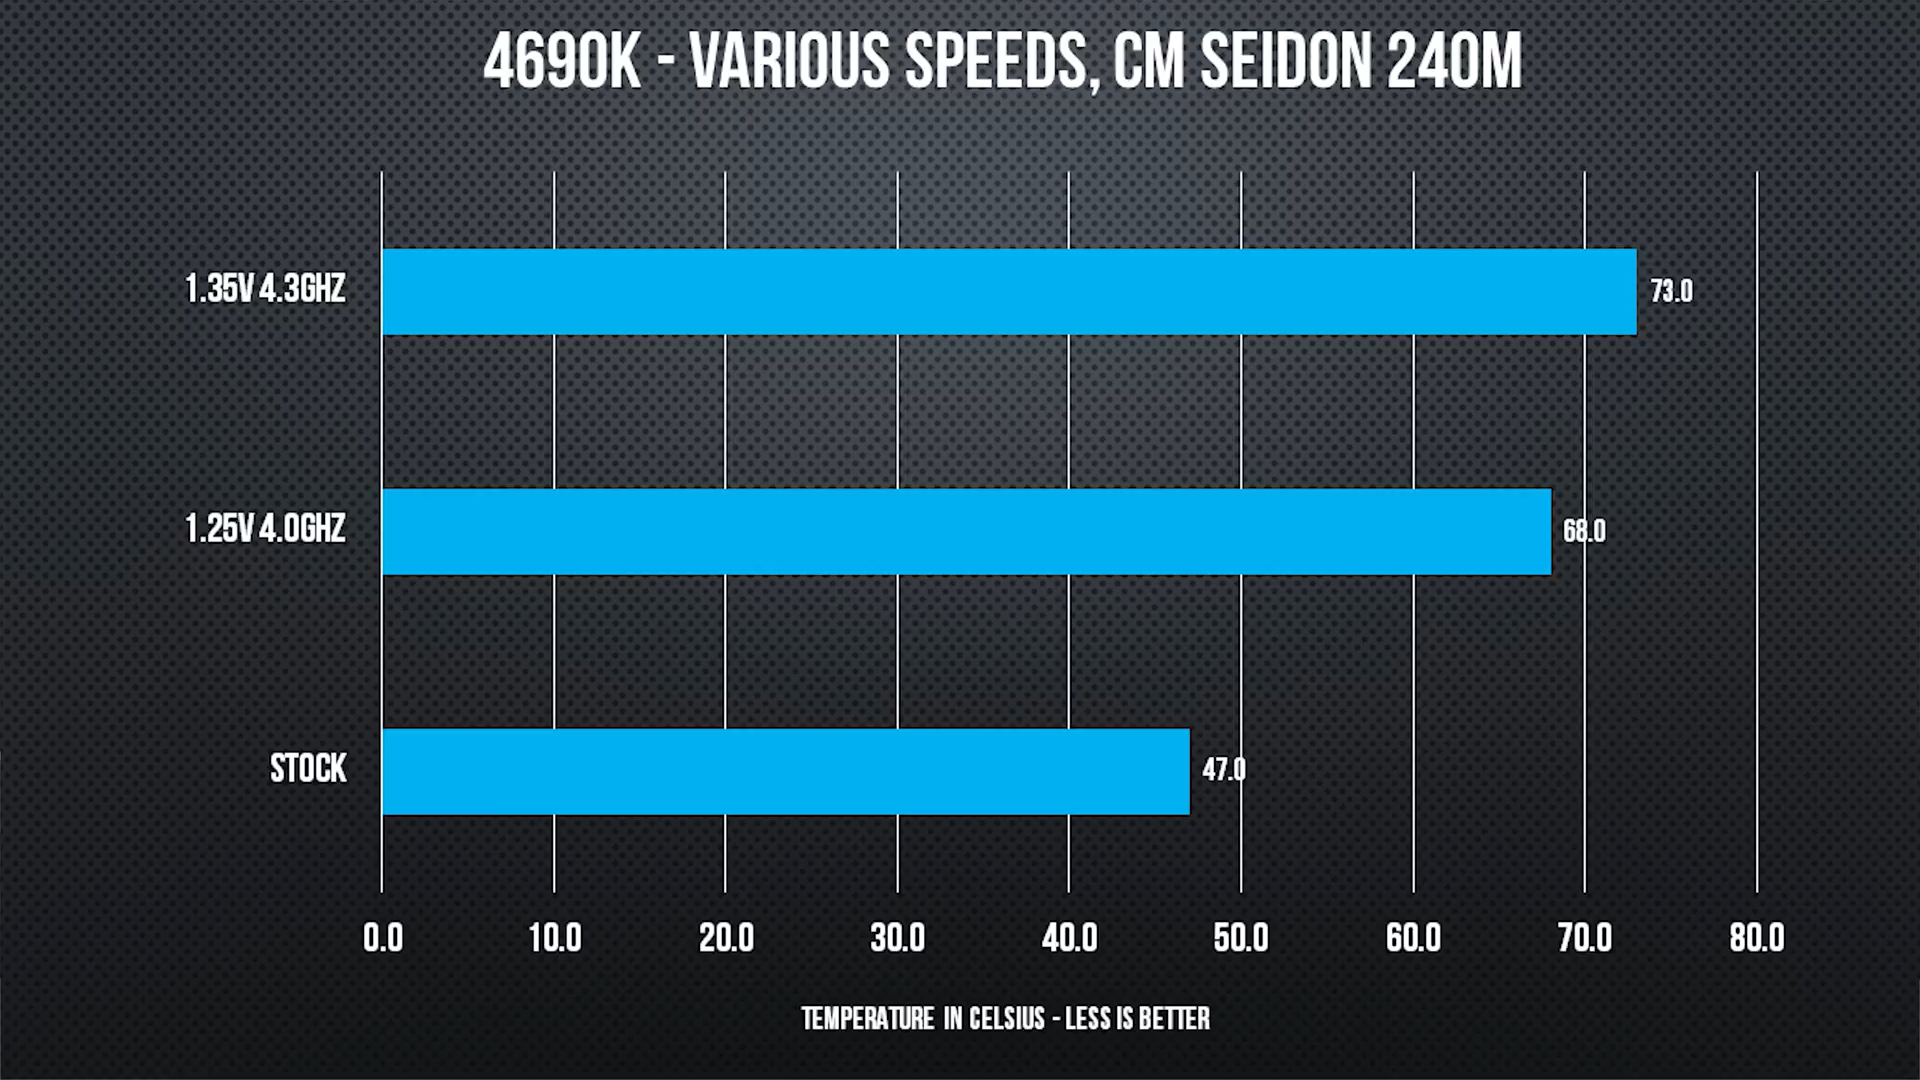 4690K - VARIOUS SPEEDS, CM SEIDON 240M
1.35V 4.3GHZ
73.0
1.25V 4.0GHZ
68.0
STOCK
47.0
0.0 10.0 20.0 30.0 40.0 50.0 60.0 70.0 80.0
TEMPERATURE IN CELSIUS - LESS IS BETTER